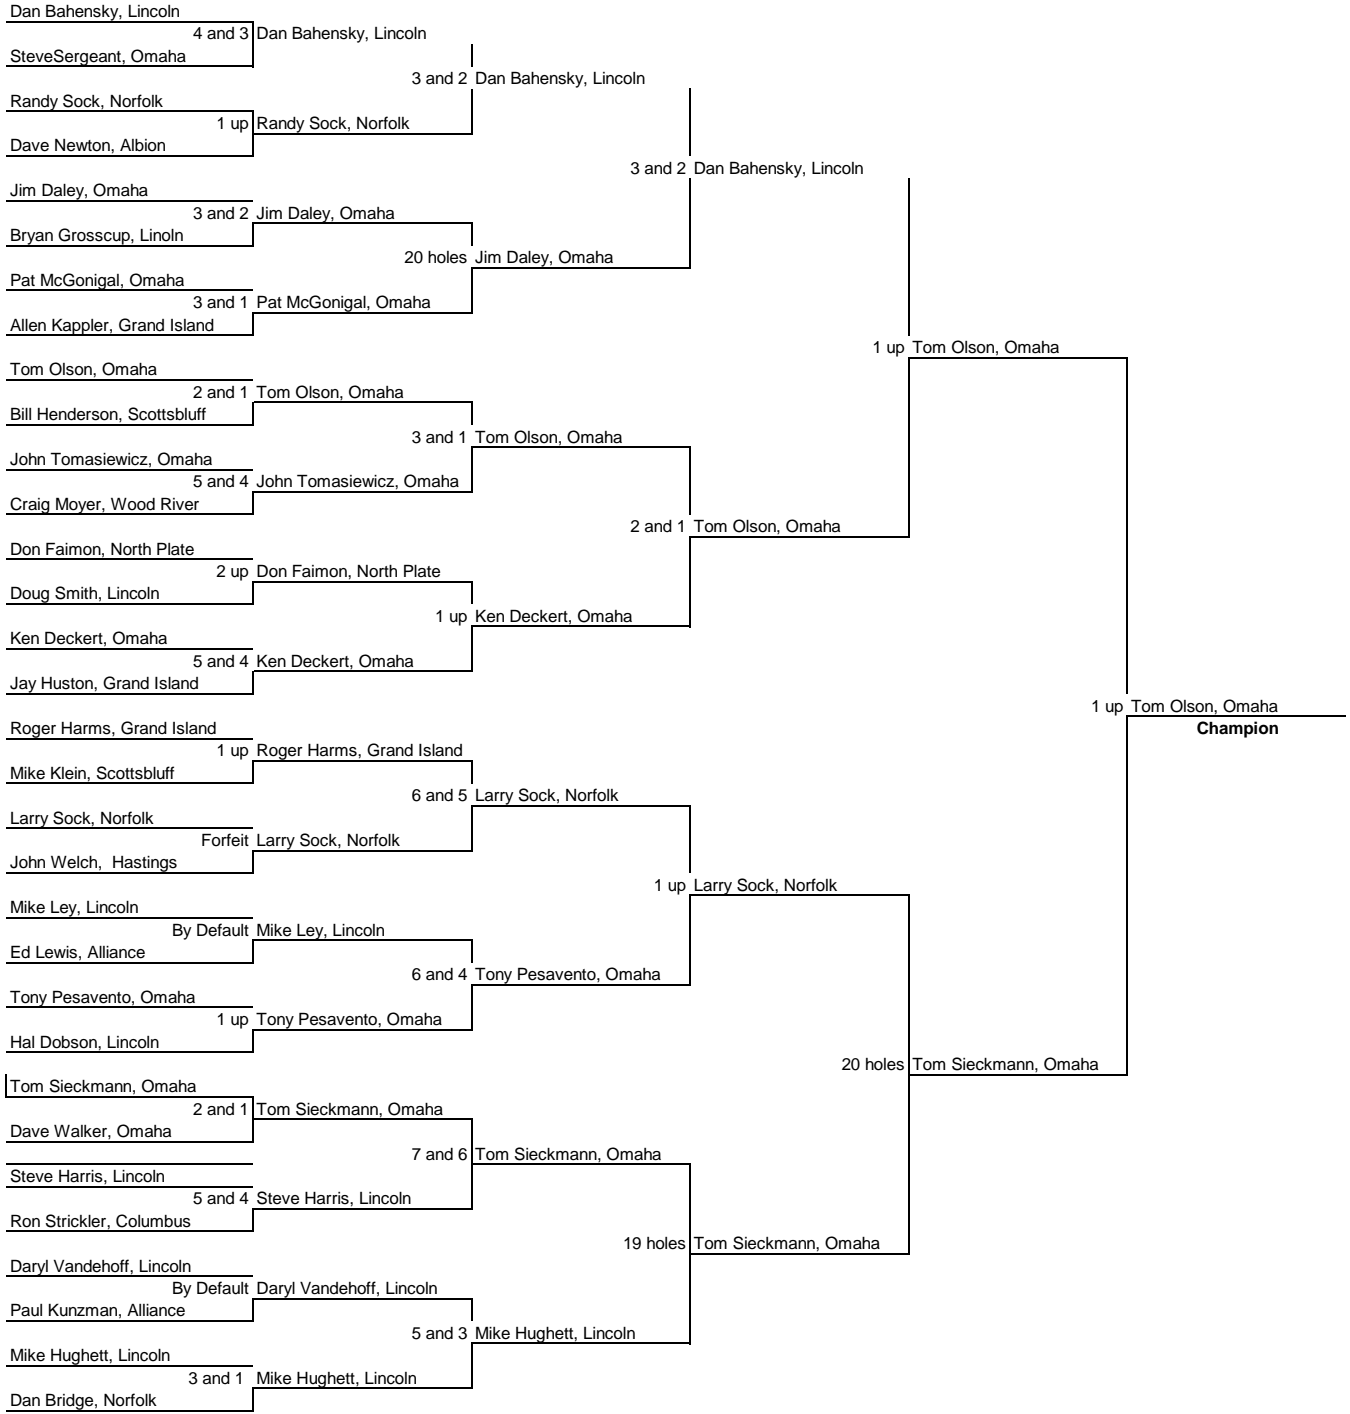 Dan Bahensky, Lincoln
4 and 3 Dan Bahensky, Lincoln
SteveSergeant, Omaha
3 and 2 Dan Bahensky, Lincoln
Randy Sock, Norfolk
1 up Randy Sock, Norfolk
Dave Newton, Albion
3 and 2 Dan Bahensky, Lincoln
Jim Daley, Omaha
3 and 2 Jim Daley, Omaha
Bryan Grosscup, Linoln
20 holes Jim Daley, Omaha
Pat McGonigal, Omaha
3 and 1 Pat McGonigal, Omaha
Allen Kappler, Grand Island
1 up Tom Olson, Omaha
Tom Olson, Omaha
2 and 1 Tom Olson, Omaha
Bill Henderson, Scottsbluff
3 and 1 Tom Olson, Omaha
John Tomasiewicz, Omaha
5 and 4 John Tomasiewicz, Omaha
Craig Moyer, Wood River
2 and 1 Tom Olson, Omaha
Don Faimon, North Plate
2 up Don Faimon, North Plate
Doug Smith, Lincoln
1 up Ken Deckert, Omaha
Ken Deckert, Omaha
5 and 4 Ken Deckert, Omaha
Jay Huston, Grand Island
1 up Tom Olson, Omaha
Roger Harms, Grand Island
Champion
1 up Roger Harms, Grand Island
Mike Klein, Scottsbluff
6 and 5 Larry Sock, Norfolk
Larry Sock, Norfolk
Forfeit Larry Sock, Norfolk
John Welch,  Hastings
1 up Larry Sock, Norfolk
Mike Ley, Lincoln
By Default Mike Ley, Lincoln
Ed Lewis, Alliance
6 and 4 Tony Pesavento, Omaha
Tony Pesavento, Omaha
1 up Tony Pesavento, Omaha
Hal Dobson, Lincoln
20 holes Tom Sieckmann, Omaha
Tom Sieckmann, Omaha
2 and 1 Tom Sieckmann, Omaha
Dave Walker, Omaha
7 and 6 Tom Sieckmann, Omaha
Steve Harris, Lincoln
5 and 4 Steve Harris, Lincoln
Ron Strickler, Columbus
19 holes Tom Sieckmann, Omaha
Daryl Vandehoff, Lincoln
By Default Daryl Vandehoff, Lincoln
Paul Kunzman, Alliance
5 and 3 Mike Hughett, Lincoln
Mike Hughett, Lincoln
3 and 1 Mike Hughett, Lincoln
Dan Bridge, Norfolk